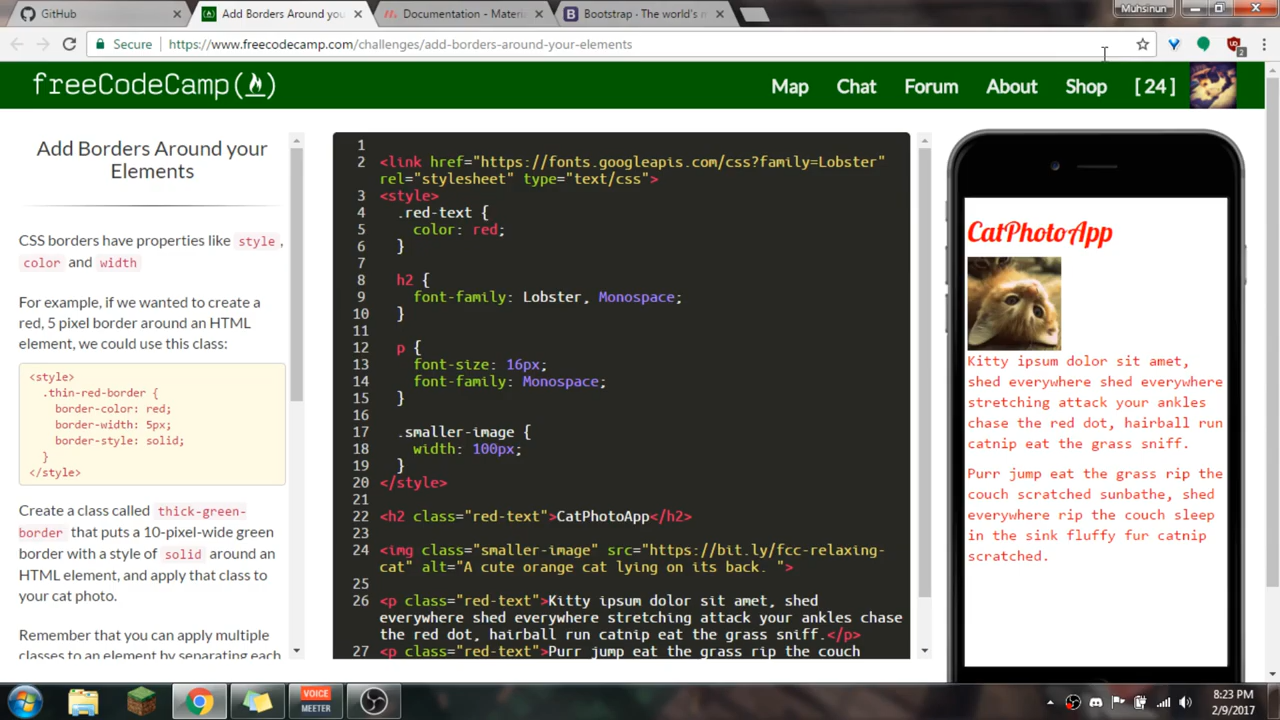 GitHub
Add Borders Around you
Documentation - Materi
Bootstrap · The world's m
Muhsinun
Secure
https://www.freecodecamp.com/challenges/add-borders-around-your-elements
2
freeCodeCamp
Map
Chat
Forum
About
Shop
[ 24 ]
Add Borders Around your
Elements
CSS borders have properties like style ,
color and width
For example, if we wanted to create a
red, 5 pixel border around an HTML
element, we could use this class:
<style>
.thin-red-border {
border-color: red;
border-width: 5px;
border-style: solid;
}
</style>
Create a class called thick-green-
border that puts a 10-pixel-wide green
border with a style of solid around an
HTML element, and apply that class to
your cat photo.
Remember that you can apply multiple
classes to an element by separating each
1
2 <link href="https://fonts.googleapis.com/css?family=Lobster"
rel="stylesheet" type="text/css">
3 <style>
4 .red-text {
5 color: red;
6 }
7
8 h2 {
9 font-family: Lobster, Monospace;
10 }
11
12 p {
13 font-size: 16px;
14 font-family: Monospace;
15 }
16
17 .smaller-image {
18 width: 100px;
19 }
20 </style>
21
22 <h2 class="red-text">CatPhotoApp</h2>
23
24 <img class="smaller-image" src="https://bit.ly/fcc-relaxing-
cat" alt="A cute orange cat lying on its back. ">
25
26 <p class="red-text">Kitty ipsum dolor sit amet, shed
everywhere shed everywhere stretching attack your ankles chase
the red dot, hairball run catnip eat the grass sniff.</p>
27 <p class="red-text">Purr jump eat the grass rip the couch
CatPhotoApp
Kitty ipsum dolor sit amet,
shed everywhere shed everywhere
stretching attack your ankles
chase the red dot, hairball run
catnip eat the grass sniff.
Purr jump eat the grass rip the
couch scratched sunbathe, shed
everywhere rip the couch sleep
in the sink fluffy fur catnip
scratched.
VOICE
MEETER
8:23 PM
2/9/2017